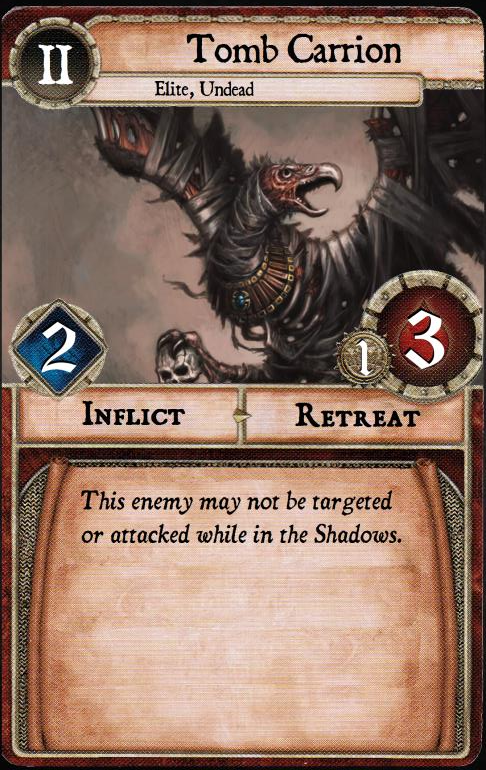 II
Tomb Carrion
Elite, Undead
2
1
3
Inflict
Retreat
This enemy may not be targeted
or attacked while in the Shadows.